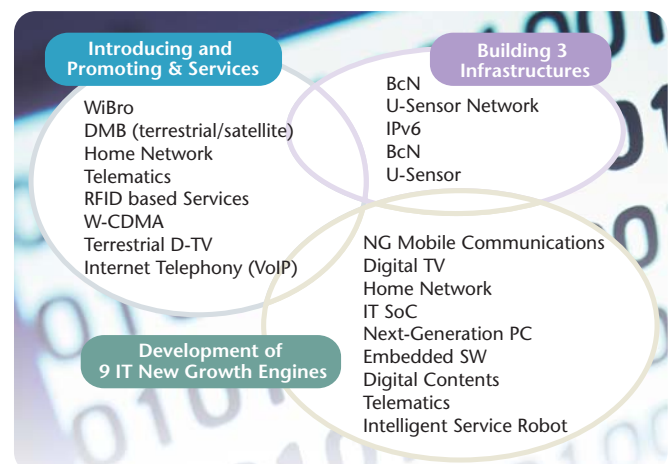 Introducing and
Promoting & Services
WiBro
DMB (terrestrial/satellite)
Home Network
Telematics
RFID based Services
W-CDMA
Terrestrial D-TV
Internet Telephony (VoIP)
Building 3
Infrastructures
BcN
U-Sensor Network
IPv6
BcN
U-Sensor
Development of
9 IT New Growth Engines
NG Mobile Communications
Digital TV
Home Network
IT SoC
Next-Generation PC
Embedded SW
Digital Contents
Telematics
Intelligent Service Robot